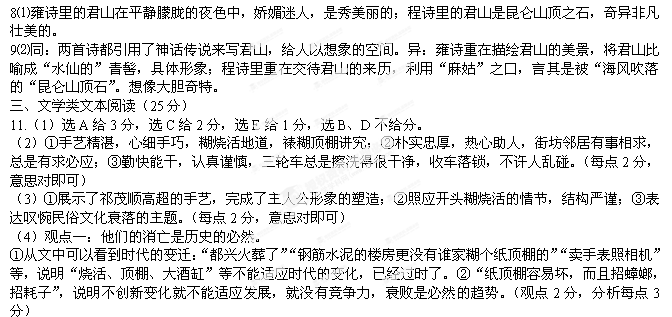 8⑴雍诗里的君山在平静朦胧的夜色中，娇媚迷人，是秀美丽的；程诗里的君山是昆仑山顶之石，奇异非凡
壮美的。
9⑵同：两首诗都引用了神话传说来写君山，给人以想象的空间。异：雍诗重在描绘君山的美景，将君山比
喻成“水仙的”青髻，具体形象；程诗里重在交待君山的来历，利用“麻姑”之口，言其是被“海风吹落
的“昆仑山顶石”。想像大胆奇特。
三、文学类文本阅读（25分）
11.（1）选A给3分，选C给2分，选E给1分，选B、D不给分。
（2）①手艺精湛，心细手巧，糊烧活地道，裱糊顶棚讲究；②朴实忠厚，热心助人，街坊邻居有事相求，
总是有求必应；③勤快能干，认真谨慎，三轮车总是擦洗得很干净，收车落锁，不许人乱碰。（每点2分，
意思对即可）
（3）①展示了祁茂顺高超的手艺，完成了主人公形象的塑造；②照应开头糊烧活的情节，结构严谨；③表
达叹惋民俗文化衰落的主题。（每点2分，意思对即可）
（4）观点一：他们的消亡是历史的必然。
①从文中可以看到时代的变迁：“都兴火葬了”“钢筋水泥的楼房更没有谁家糊个纸顶棚的”“卖手表照相机”
等，说明“烧活、顶棚、大酒缸”等不能适应时代的变化，已经过时了。②“纸顶棚容易坏，而且招蟑螂，
招耗子”，说明不创新变化就不能适应发展，就没有竞争力，衰败是必然的趋势。（观点2分，分析每点3
分）